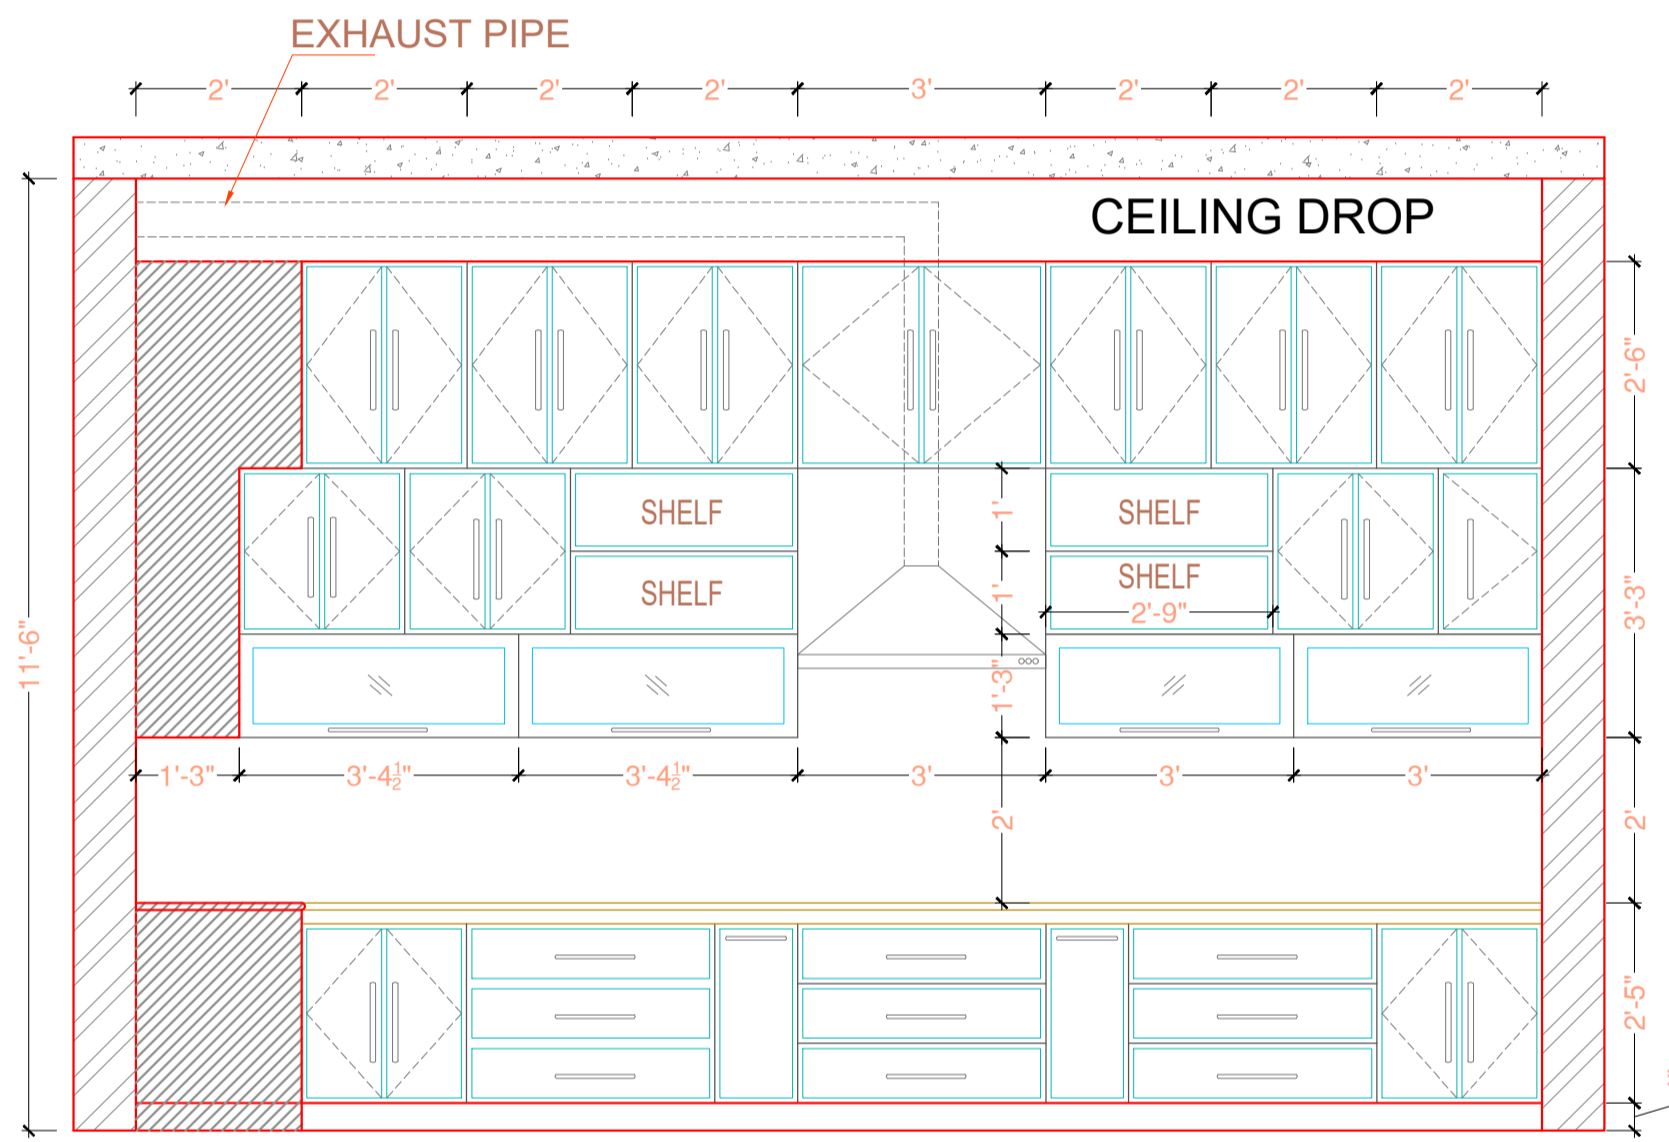 EXHAUST PIPE
2' 2' 2' 2' 3' 2' 2' 2'
CEILING DROP
2'-6"
SHELF 1' SHELF
SHELF 1' SHELF
2'-9"
3'-3"
11'-6"
1'-3"
1'-3" 3'-4½" 3'-4½" 3' 3' 3'
2' 2'
2'-5"